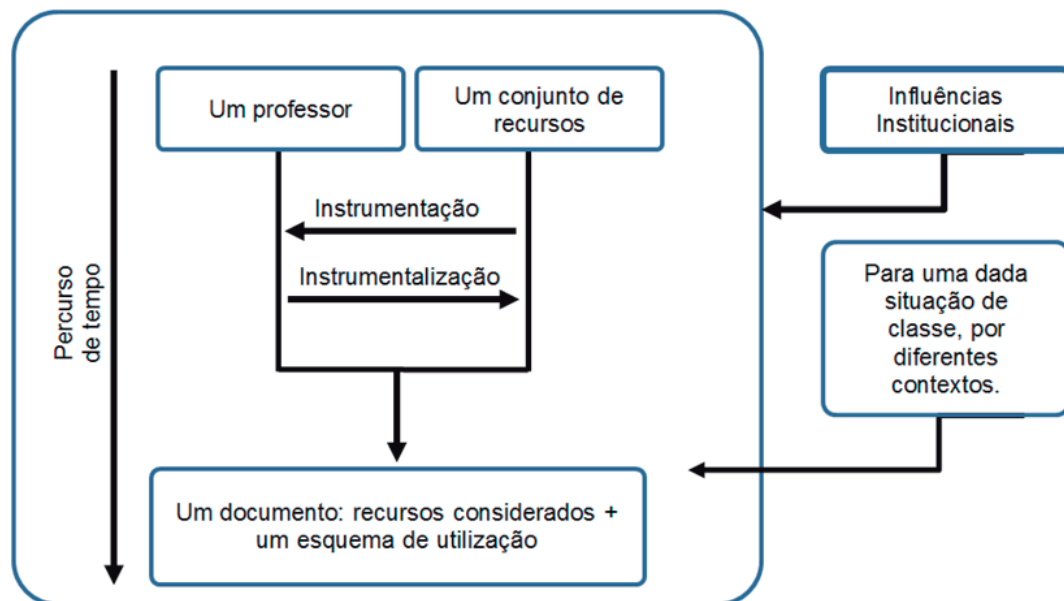 Um professor
Um conjunto de
recursos
Influências
Institucionais
Instrumentação
Instrumentalização
Percurso
de tempo
Para uma dada
situação de
classe, por
diferentes
contextos.
Um documento: recursos considerados +
um esquema de utilização